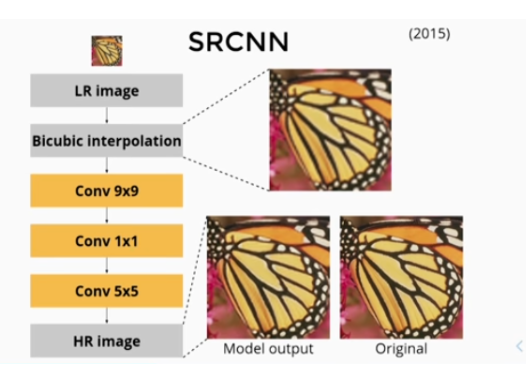 SRCNN
(2015)
LR image
Bicubic interpolation
Conv 9x9
Conv 1x1
Conv 5x5
HR image
Model output
Original